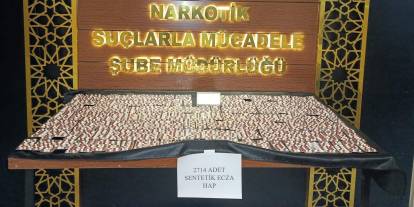 NARKOTİK
SUÇLARLA MÜCADELE
ŞUBE MÜDÜRLÜĞÜ
2714 ADET
SENTETİK ECZA
HAP